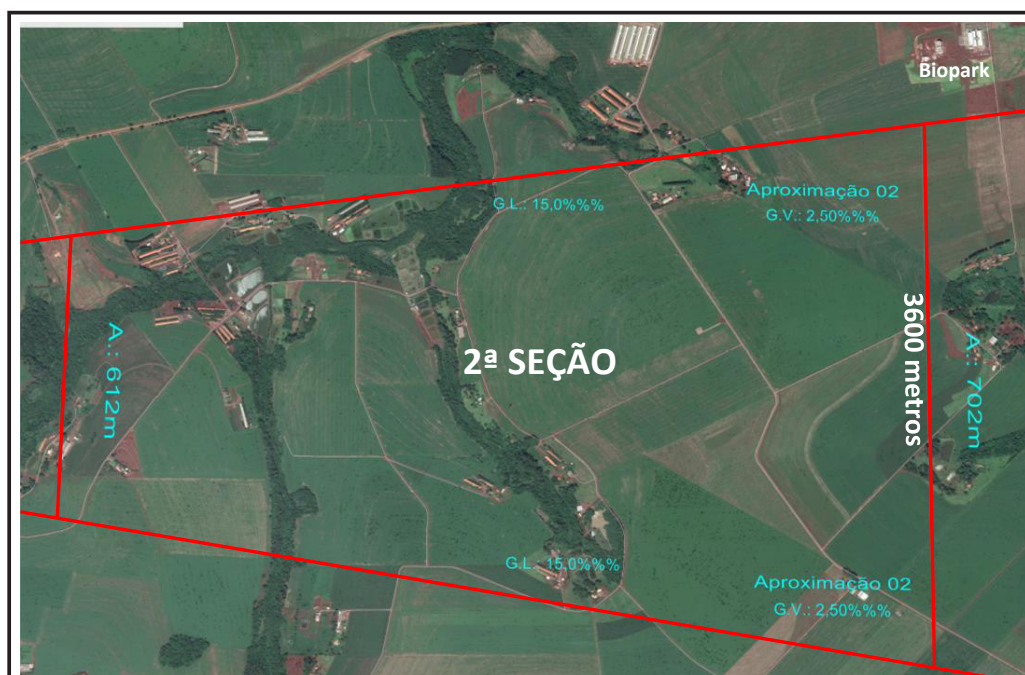 Biopark
Aproximação 02
G.V.: 2,50%%%
G.L.: 15,0%%%
A.: 612m
2ª SEÇÃO
3600 metros
A.: 702m
G.L.: 15,0%%%
Aproximação 02
G.V.: 2,50%%%